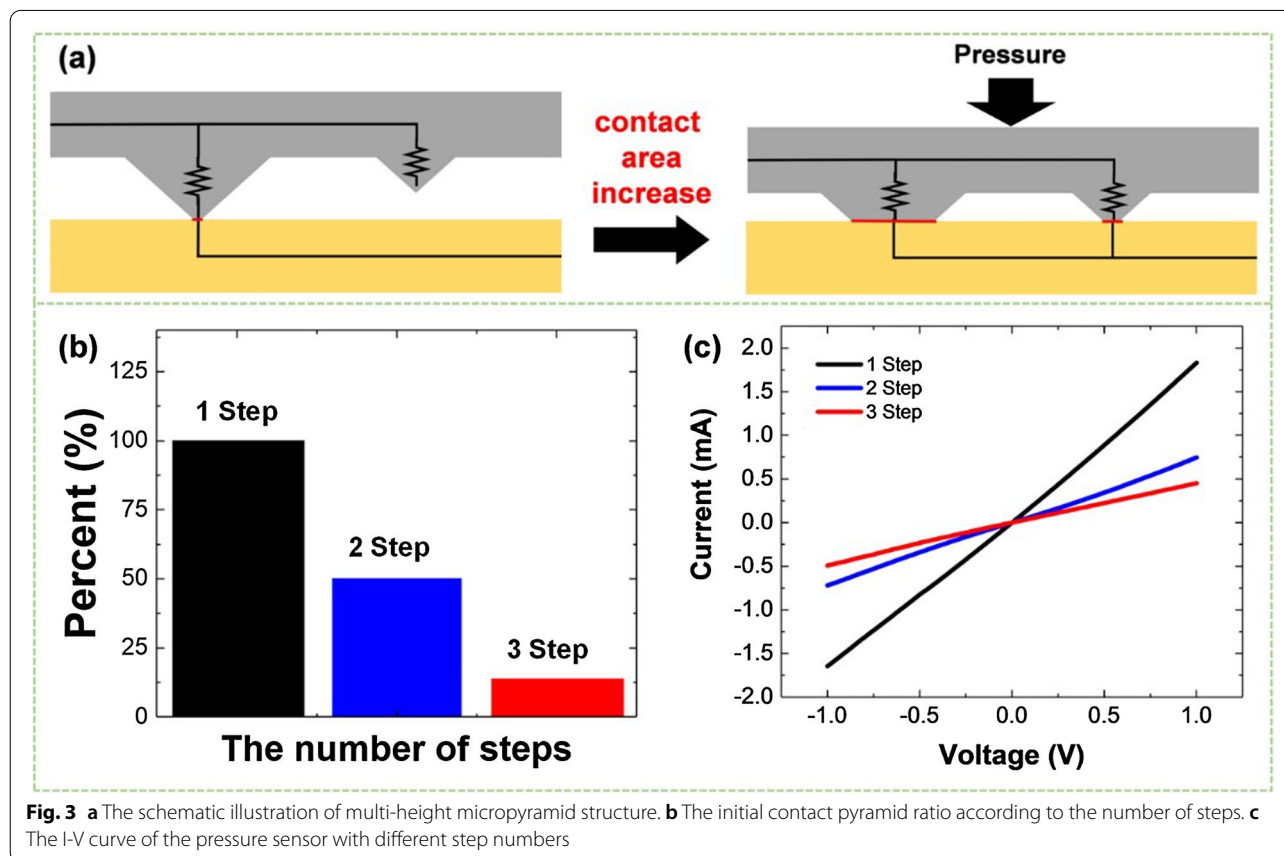 (a)
Pressure
contact
area
increase
(b)
Percent (%)
125
100
75
50
25
0
1 Step
2 Step
3 Step
The number of steps
(c)
Current (mA)
2.0
1.5
1.0
0.5
0.0
-0.5
-1.0
-1.5
-2.0
1 Step
2 Step
3 Step
-1.0 -0.5 0.0 0.5 1.0
Voltage (V)
Fig. 3 a The schematic illustration of multi-height micropyramid structure. b The initial contact pyramid ratio according to the number of steps. c
The I-V curve of the pressure sensor with different step numbers